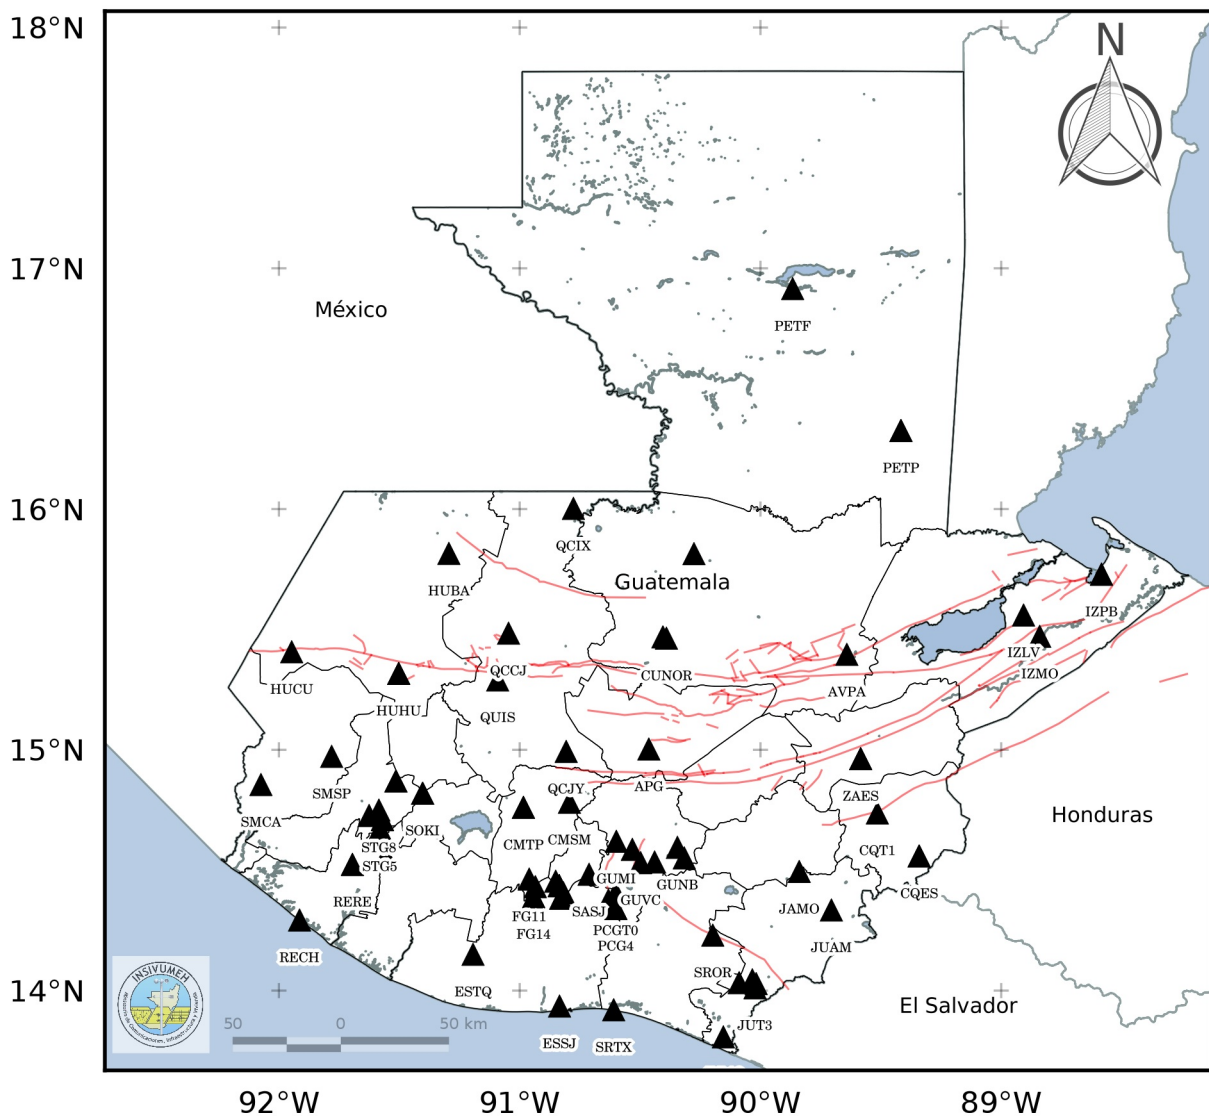 18°N
N
17°N
México
PETF
PETP
16°N
QCIX
HUBA
Guatemala
IZPB
HUCU
QCCJ
CUNOR
IZLV
IZMO
AVPA
HUHU
QUIS
15°N
SMSP
QCJY
APG
ZAES
SMCA
SOKI
CMTP
CMSM
Honduras
STG8
STG5
CQT1
GUMI
GUNB
CQES
RERE
GUVC
FG11
SASJ
JAMO
FG14
PCGT0
PCG4
JUAM
RECH
SROR
14°N
ESTQ
El Salvador
INSIVUMEH
50 0 50 km
JUT3
ESSJ
SRTX
92°W 91°W 90°W 89°W